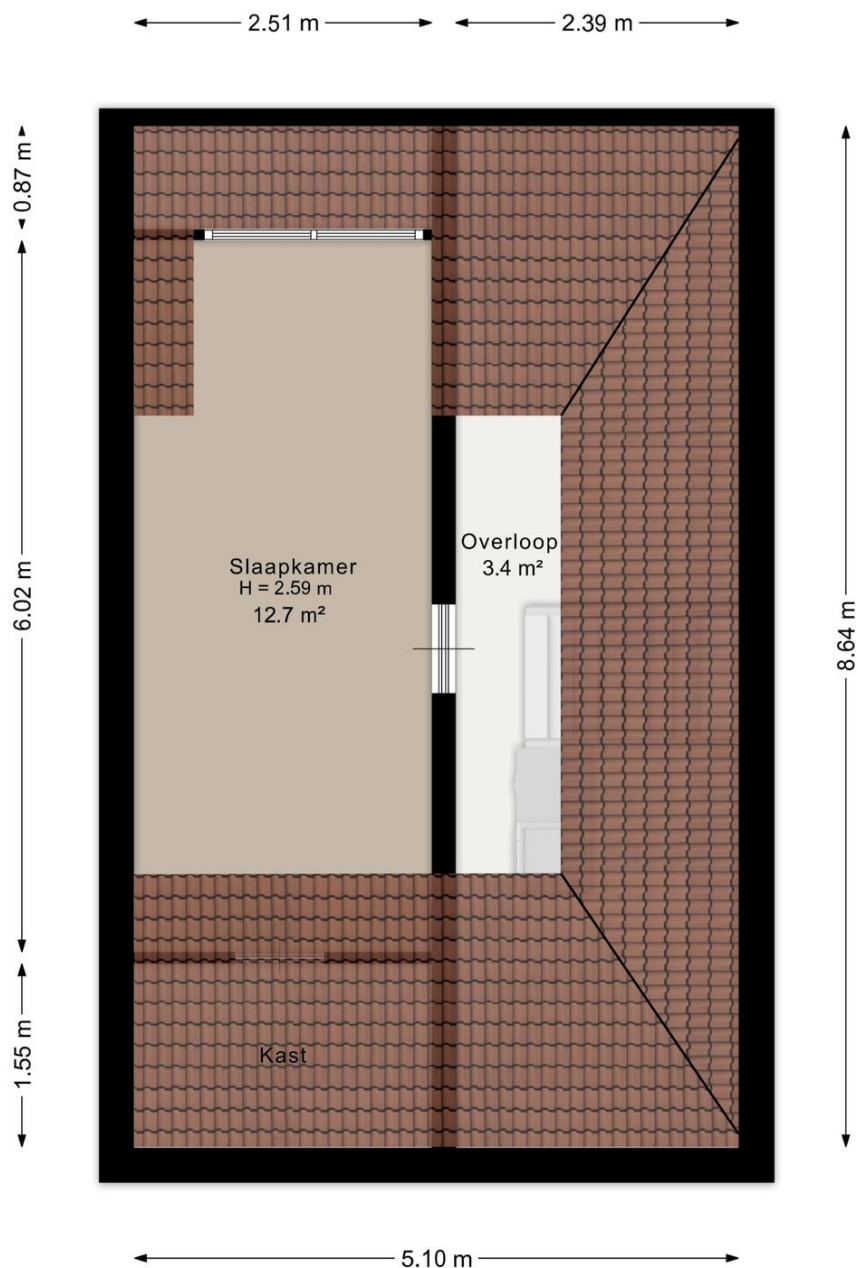 2.51 m
2.39 m
0.87 m
6.02 m
1.55 m
8.64 m
Slaapkamer
H = 2.59 m
12.7 m²
Overloop
3.4 m²
Kast
5.10 m